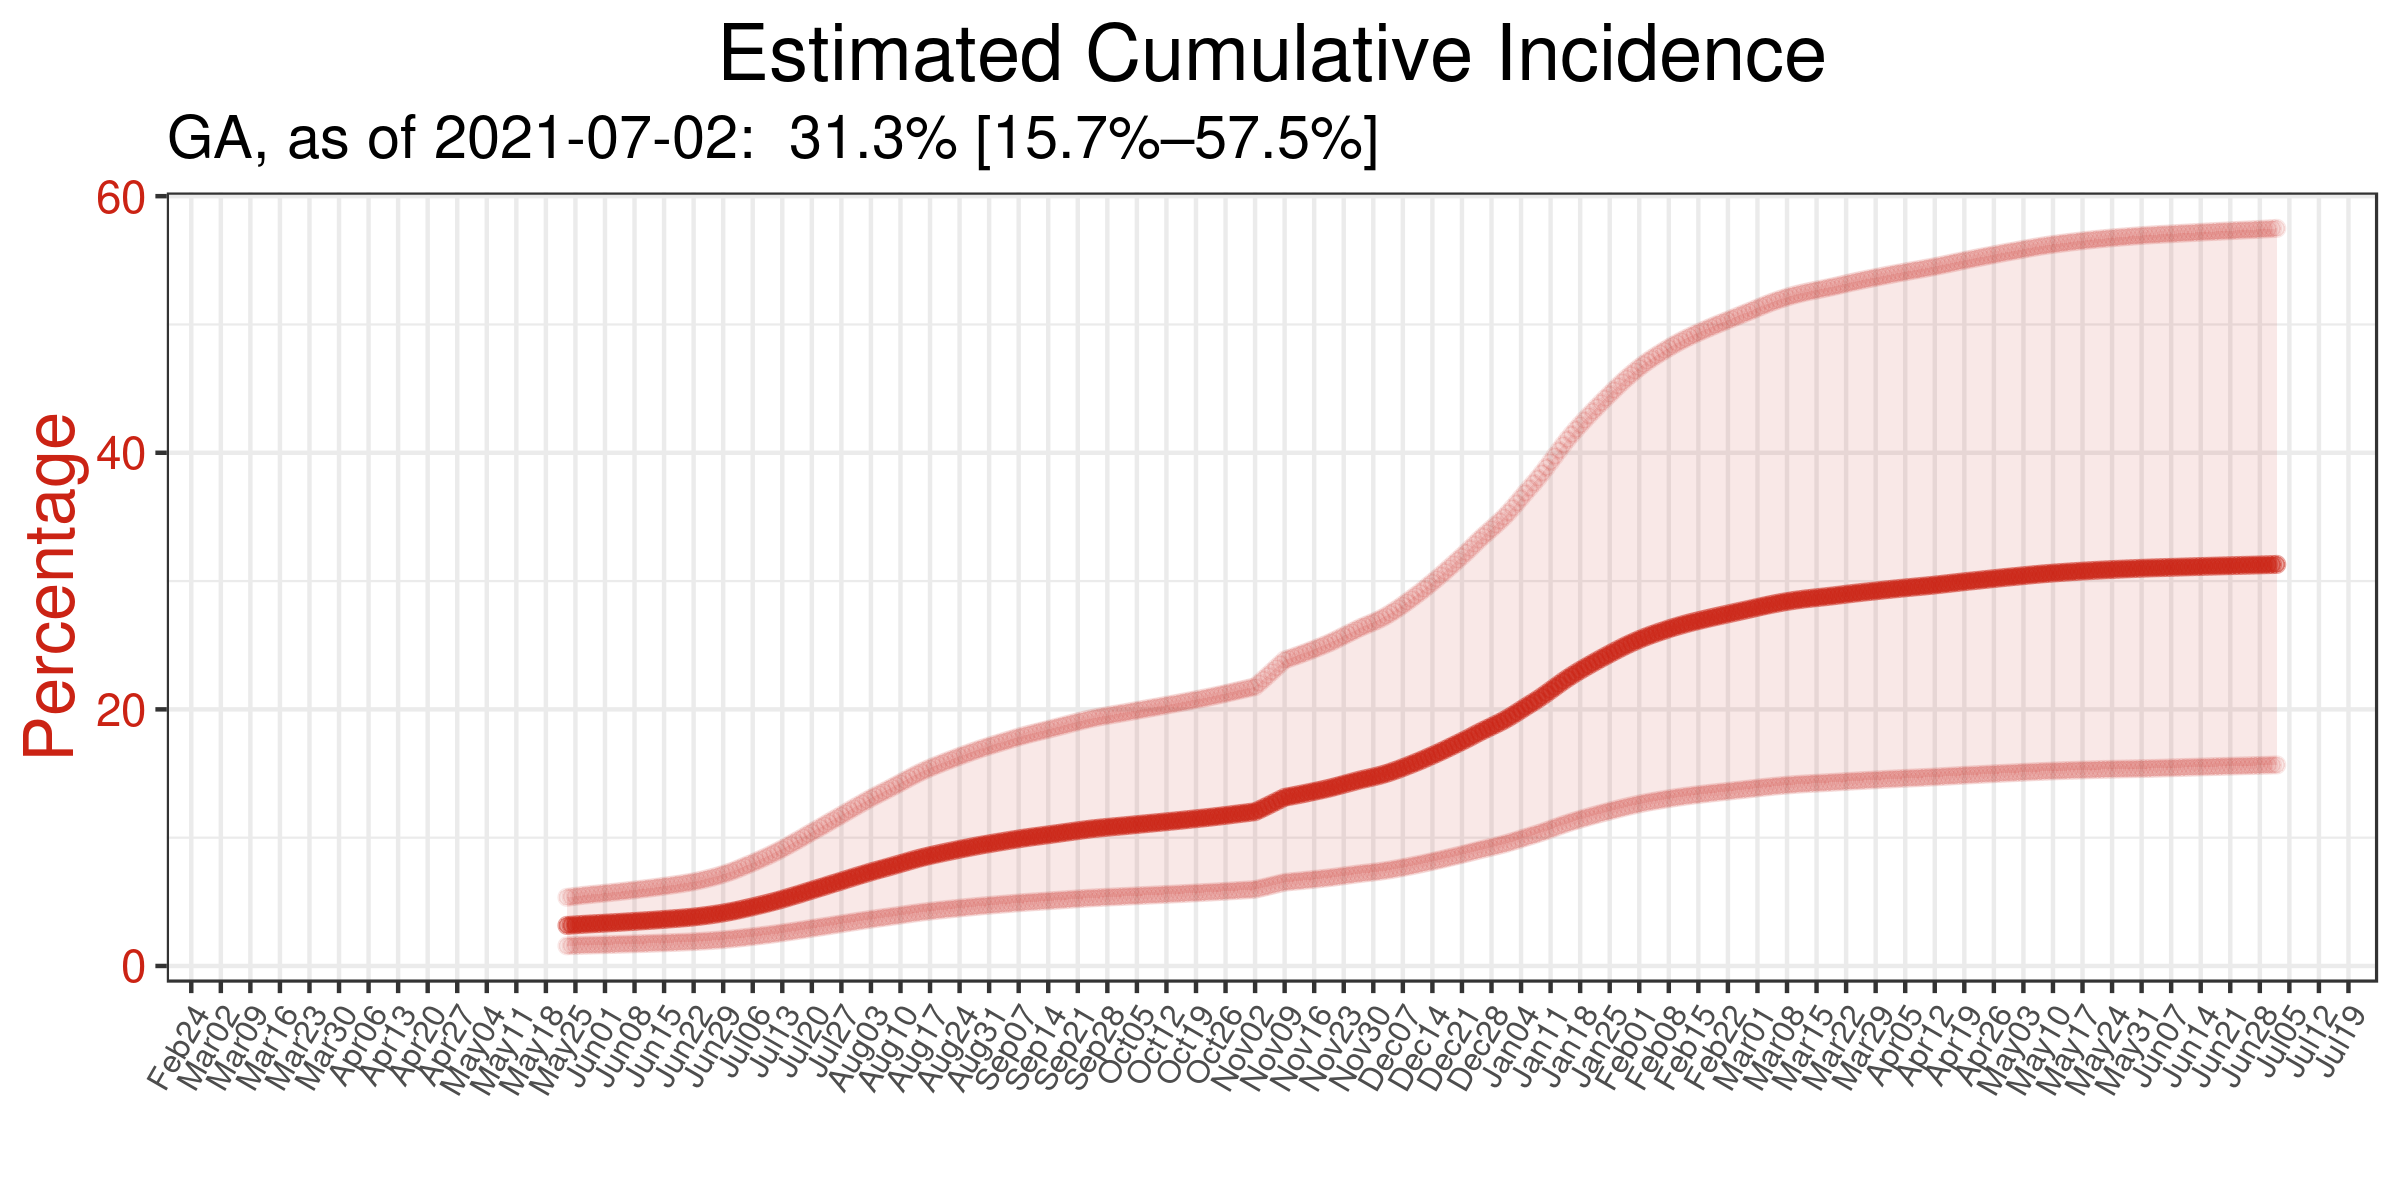 Estimated Cumulative Incidence
GA, as of 2021-07-02:  31.3% [15.7%–57.5%]
Percentage
60
40
20
0
Feb24
Mar02
Mar09
Mar16
Mar23
Mar30
Apr06
Apr13
Apr20
Apr27
May04
May11
May18
May25
Jun01
Jun08
Jun15
Jun22
Jun29
Jul06
Jul13
Jul20
Jul27
Aug03
Aug10
Aug17
Aug24
Aug31
Sep07
Sep14
Sep21
Sep28
Oct05
Oct12
Oct19
Oct26
Nov02
Nov09
Nov16
Nov23
Nov30
Dec07
Dec14
Dec21
Dec28
Jan04
Jan11
Jan18
Jan25
Feb01
Feb08
Feb15
Feb22
Mar01
Mar08
Mar15
Mar22
Mar29
Apr05
Apr12
Apr19
Apr26
May03
May10
May17
May24
May31
Jun07
Jun14
Jun21
Jun28
Jul05
Jul12
Jul19